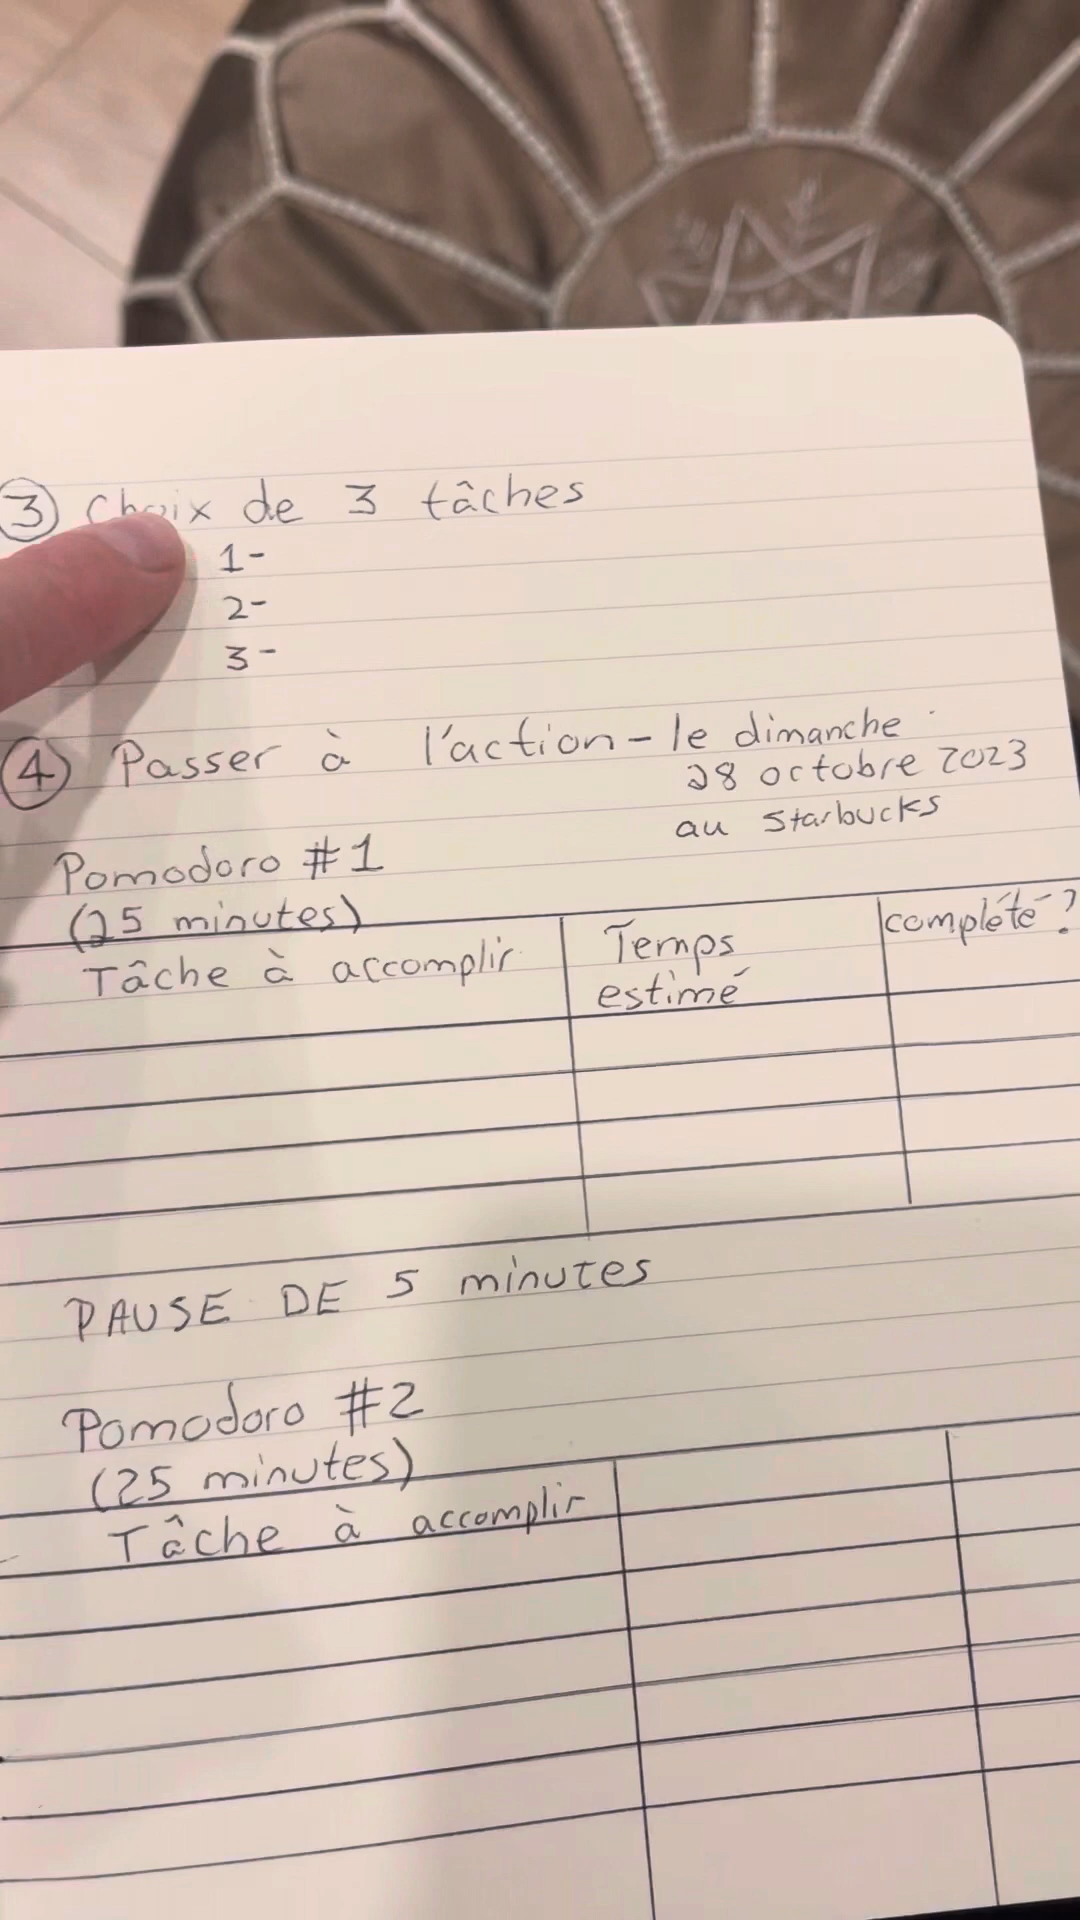 ③ Choix de 3 tâches
1-
2-
3-
④ Passer à l'action - le dimanche
28 octobre 2023
au Starbucks
Pomodoro #1
(25 minutes)
Tâche à accomplir
Temps
estimé
complété?
PAUSE DE 5 minutes
Pomodoro #2
(25 minutes)
Tâche à accomplir